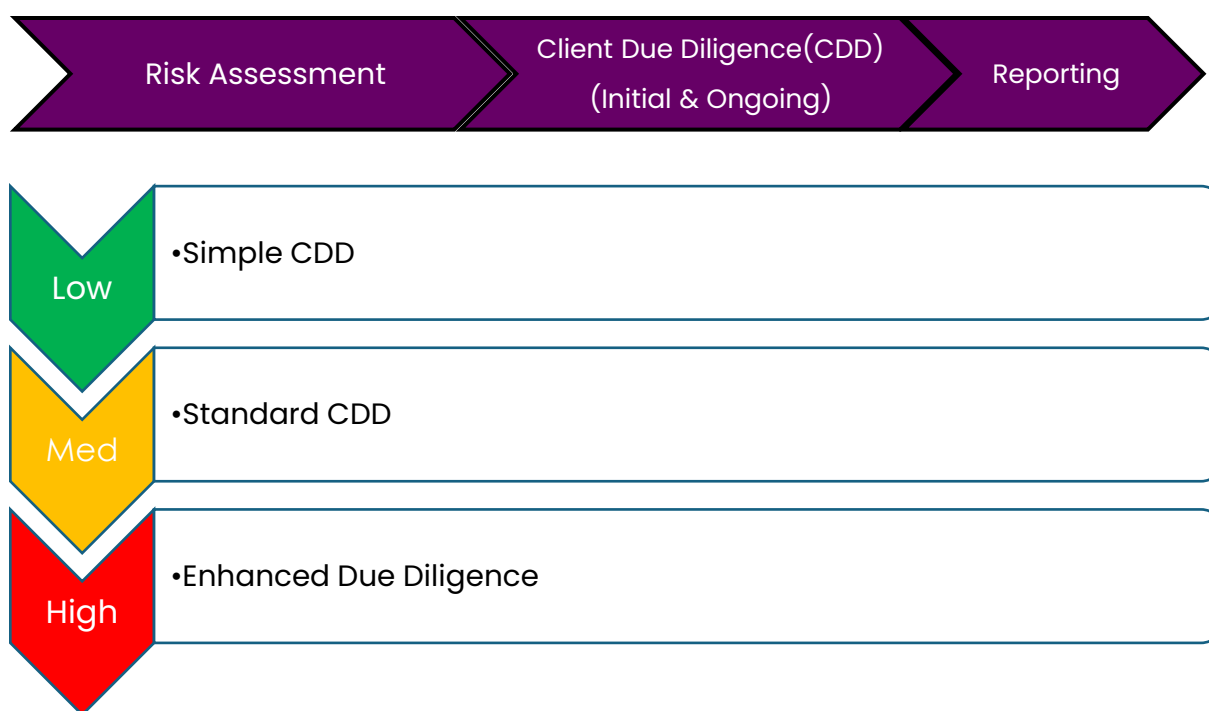 Risk Assessment
Client Due Diligence(CDD)
(Initial & Ongoing)
Reporting
Low
•Simple CDD
Med
•Standard CDD
High
•Enhanced Due Diligence